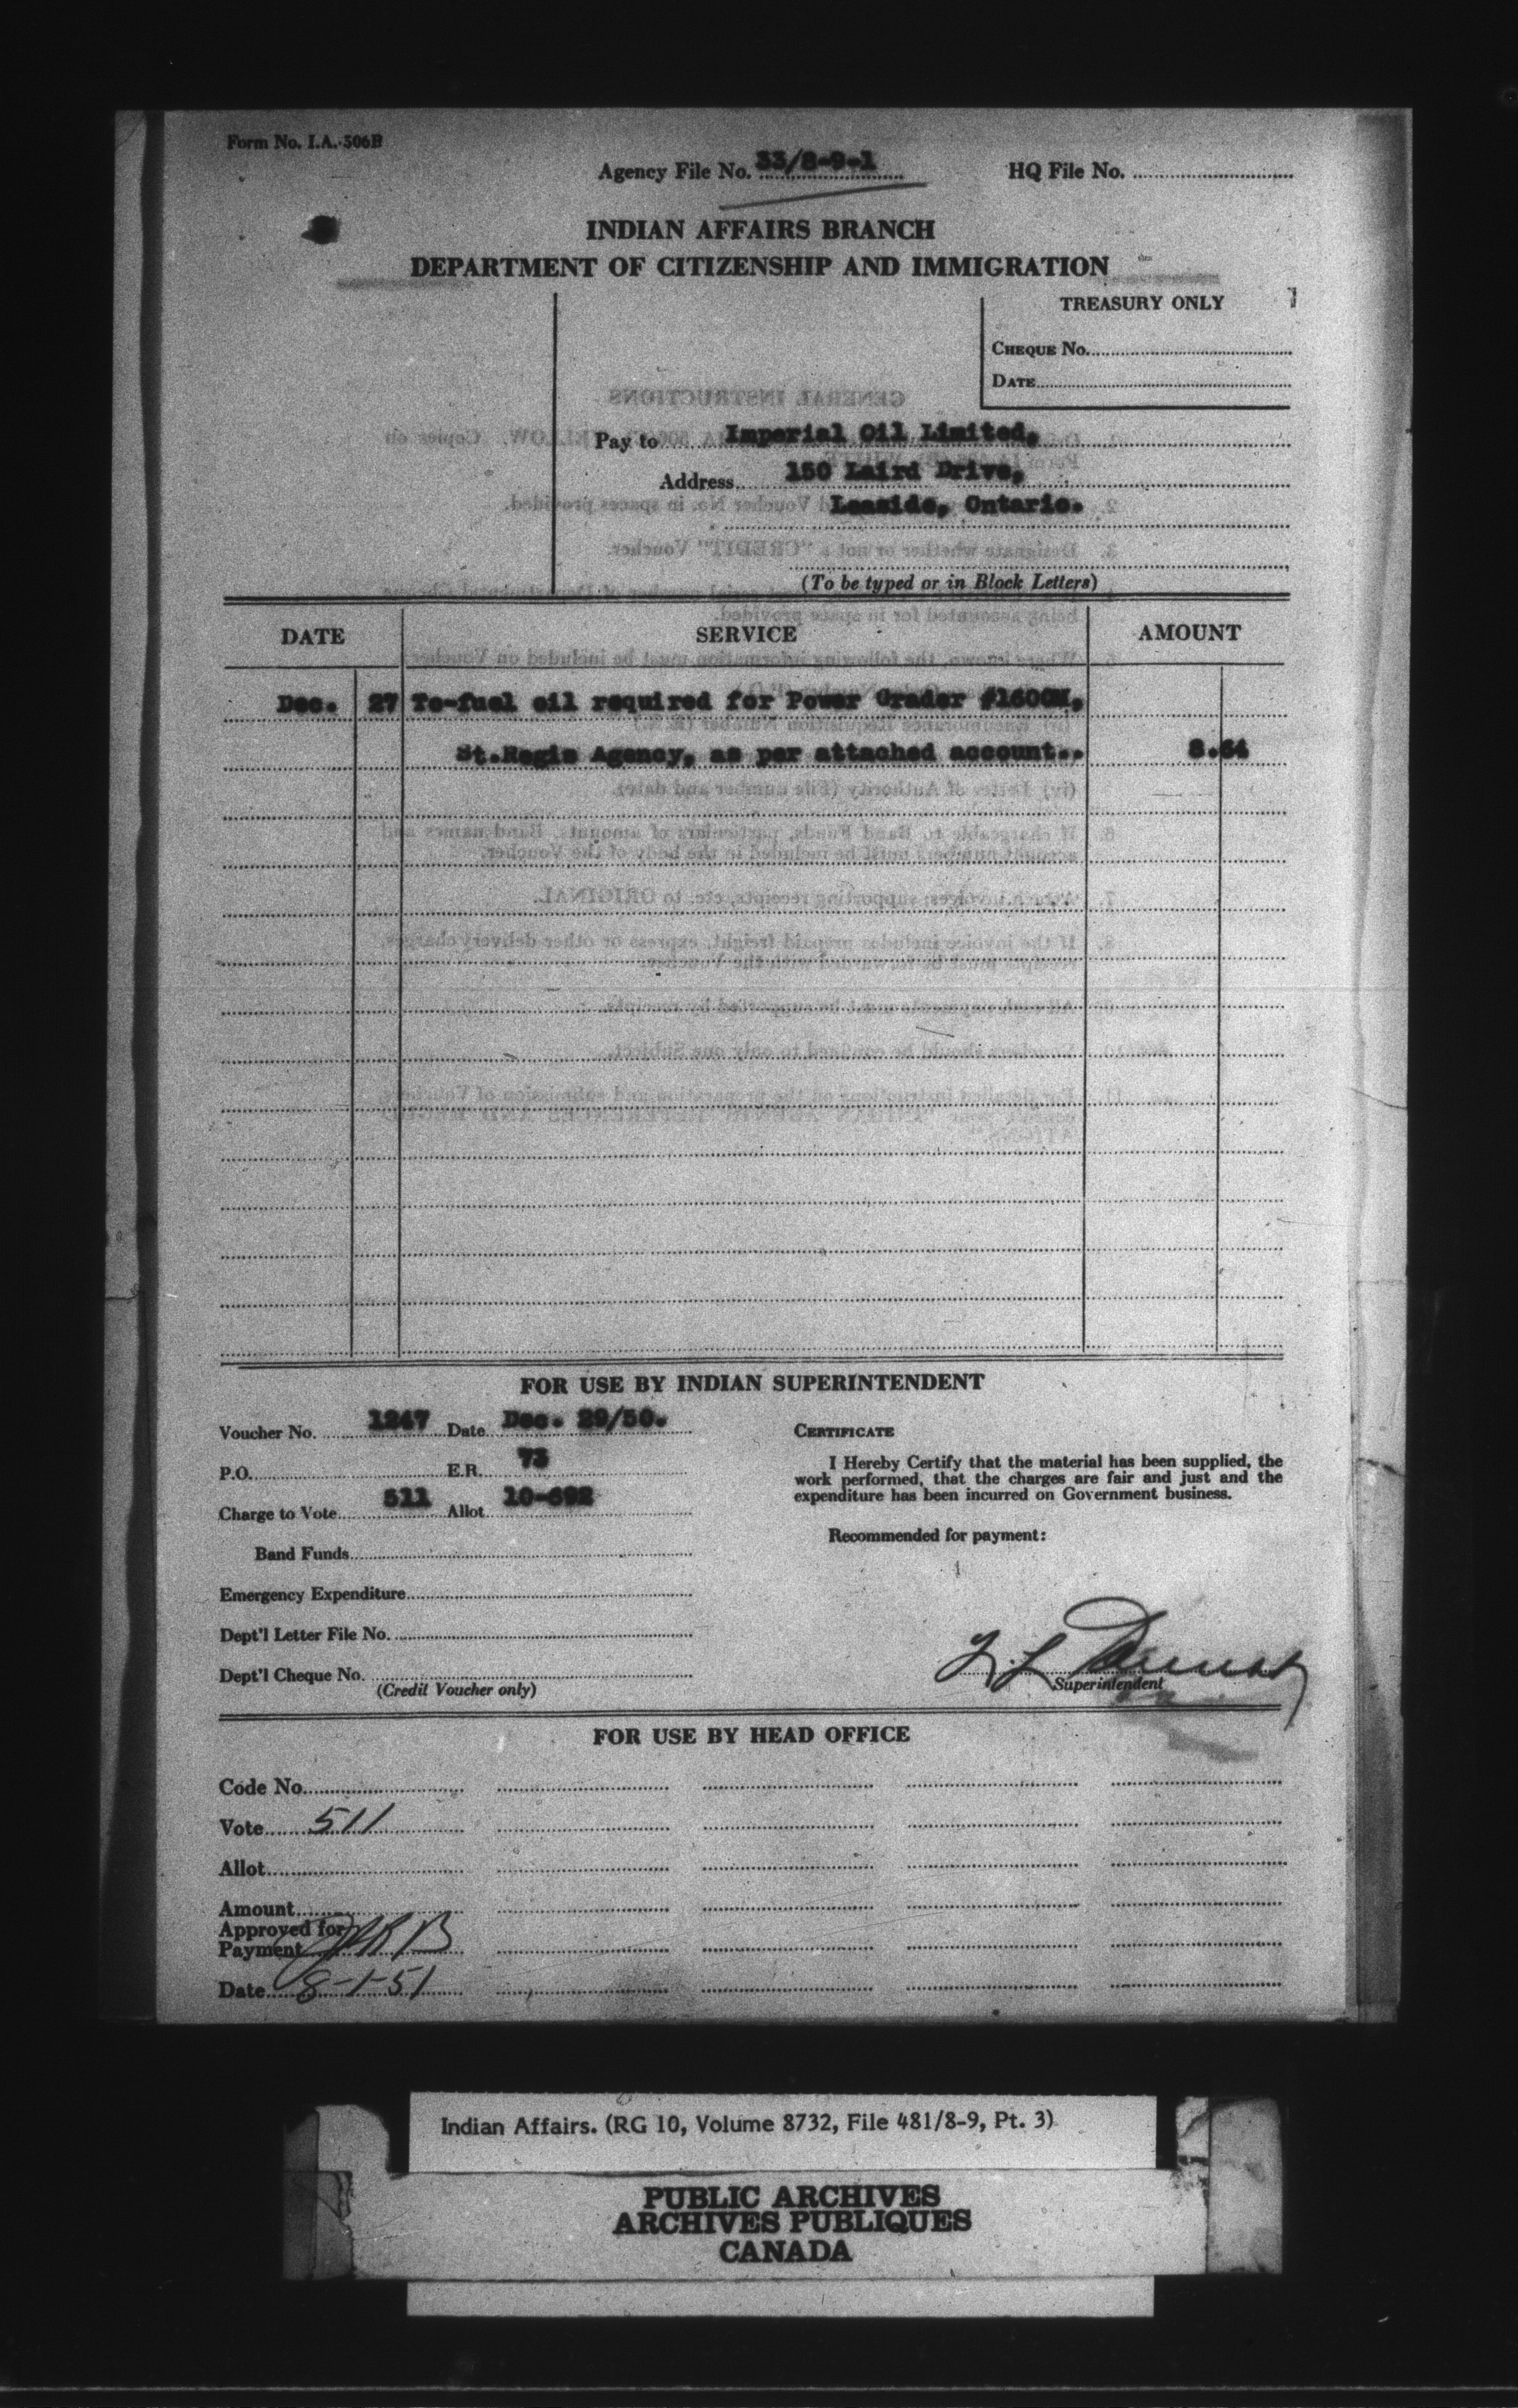 Form No. I.A. 506B
Agency File No. 33/8-9-1
HQ File No.
INDIAN AFFAIRS BRANCH
DEPARTMENT OF CITIZENSHIP AND IMMIGRATION
TREASURY ONLY
CHEQUE No.
DATE
Pay to Imperial Oil Limited,
Address 150 Laird Drive,
Leaside, Ontario.
(To be typed or in Block Letters)
DATE SERVICE AMOUNT
Dec. 27 To-fuel oil required for Power Grader
St.Regis Agency, as per attached account.. 8.64
FOR USE BY INDIAN SUPERINTENDENT
Voucher No. 1247 Date Dec. 29/50.
P.O. E.R. 73
Charge to Vote 511 Allot. 10-692
Band Funds
Emergency Expenditure
Dept'l Letter File No.
Dept'l Cheque No.
(Credit Voucher only)
CERTIFICATE
I Hereby Certify that the material has been supplied, the
work performed, that the charges are fair and just and the
expenditure has been incurred on Government business.
Recommended for payment:
Superintendent
FOR USE BY HEAD OFFICE
Code No.
Vote 511
Allot.
Amount
Approved for
Payment
Date 8-1-51
Indian Affairs. (RG 10, Volume 8732, File 481/8-9, Pt. 3)
PUBLIC ARCHIVES
ARCHIVES PUBLIQUES
CANADA